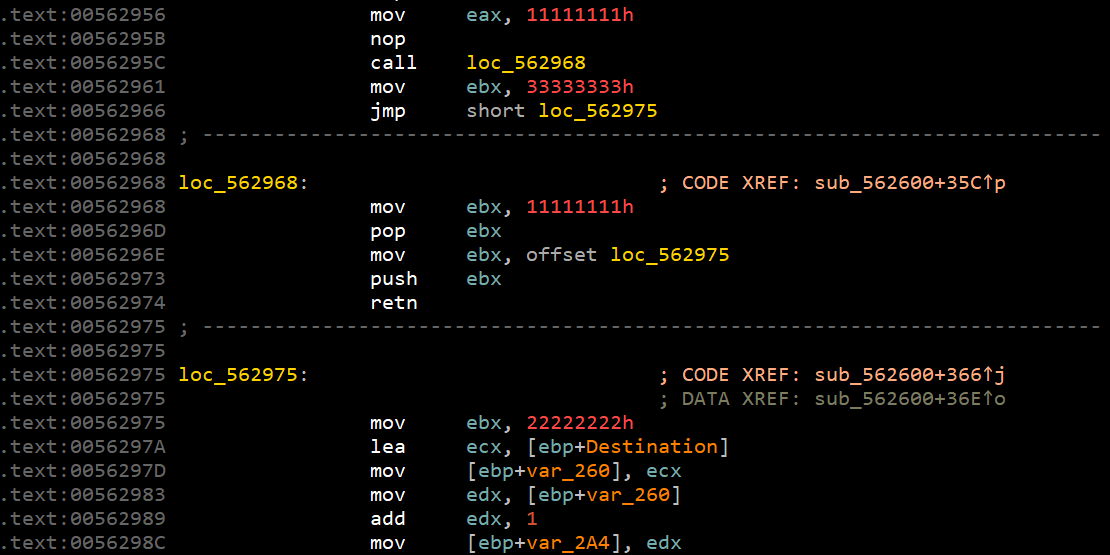 .text:00562956 mov eax, 11111111h
.text:0056295B nop
.text:0056295C call loc_562968
.text:00562961 mov ebx, 33333333h
.text:00562966 jmp short loc_562975
.text:00562968 ; ---------------------------------------------------------------------------
.text:00562968
.text:00562968 loc_562968: ; CODE XREF: sub_562600+35C↑p
.text:00562968 mov ebx, 11111111h
.text:0056296D pop ebx
.text:0056296E mov ebx, offset loc_562975
.text:00562973 push ebx
.text:00562974 retn
.text:00562975 ; ---------------------------------------------------------------------------
.text:00562975
.text:00562975 loc_562975: ; CODE XREF: sub_562600+366↑j
.text:00562975 ; DATA XREF: sub_562600+36E↑o
.text:00562975 mov ebx, 22222222h
.text:0056297A lea ecx, [ebp+Destination]
.text:0056297D mov [ebp+var_260], ecx
.text:00562983 mov edx, [ebp+var_260]
.text:00562989 add edx, 1
.text:0056298C mov [ebp+var_2A4], edx